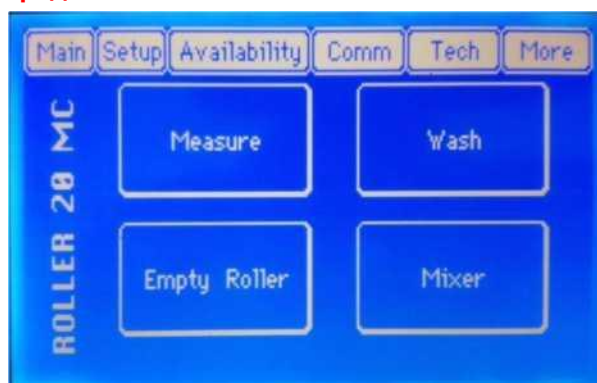 Main Setup Availability Comm Tech More
ROLLER 20 MC
Measure Wash
Empty Roller Mixer